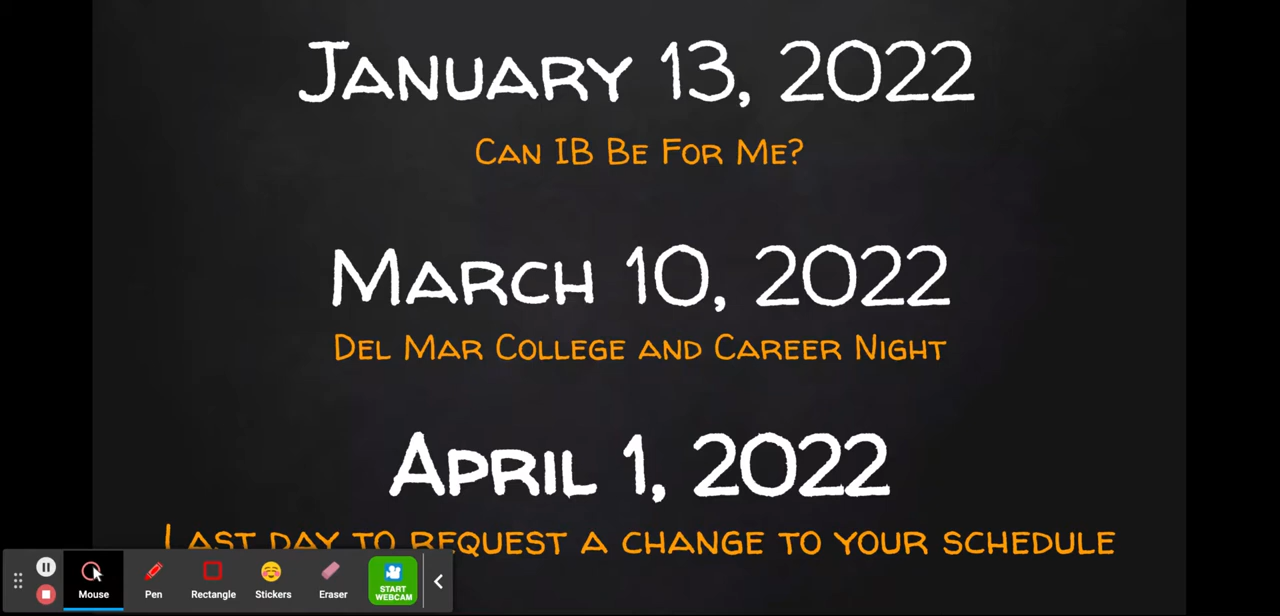 January 13, 2022
Can IB Be For Me?
March 10, 2022
Del Mar College and Career Night
April 1, 2022
Last day to request a change to your schedule
Mouse
Pen
Rectangle
Stickers
Eraser
START
WEBCAM